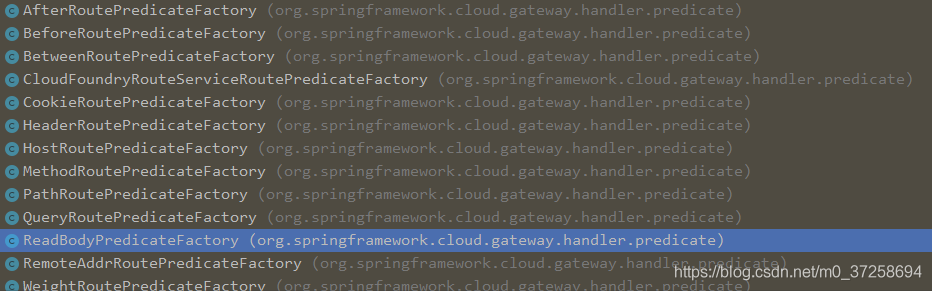 AfterRoutePredicateFactory (org.springframework.cloud.gateway.handler.predicate)
BeforeRoutePredicateFactory (org.springframework.cloud.gateway.handler.predicate)
BetweenRoutePredicateFactory (org.springframework.cloud.gateway.handler.predicate)
CloudFoundryRouteServiceRoutePredicateFactory (org.springframework.cloud.gateway.handler.predicate)
CookieRoutePredicateFactory (org.springframework.cloud.gateway.handler.predicate)
HeaderRoutePredicateFactory (org.springframework.cloud.gateway.handler.predicate)
HostRoutePredicateFactory (org.springframework.cloud.gateway.handler.predicate)
MethodRoutePredicateFactory (org.springframework.cloud.gateway.handler.predicate)
PathRoutePredicateFactory (org.springframework.cloud.gateway.handler.predicate)
QueryRoutePredicateFactory (org.springframework.cloud.gateway.handler.predicate)
ReadBodyPredicateFactory (org.springframework.cloud.gateway.handler.predicate)
RemoteAddrRoutePredicateFactory (org.springframework.cloud.gateway.handler.predicate)
WeightRoutePredicateFactory (org.springframework.cloud.gateway.handler.predicate)
https://blog.csdn.net/m0_37258694